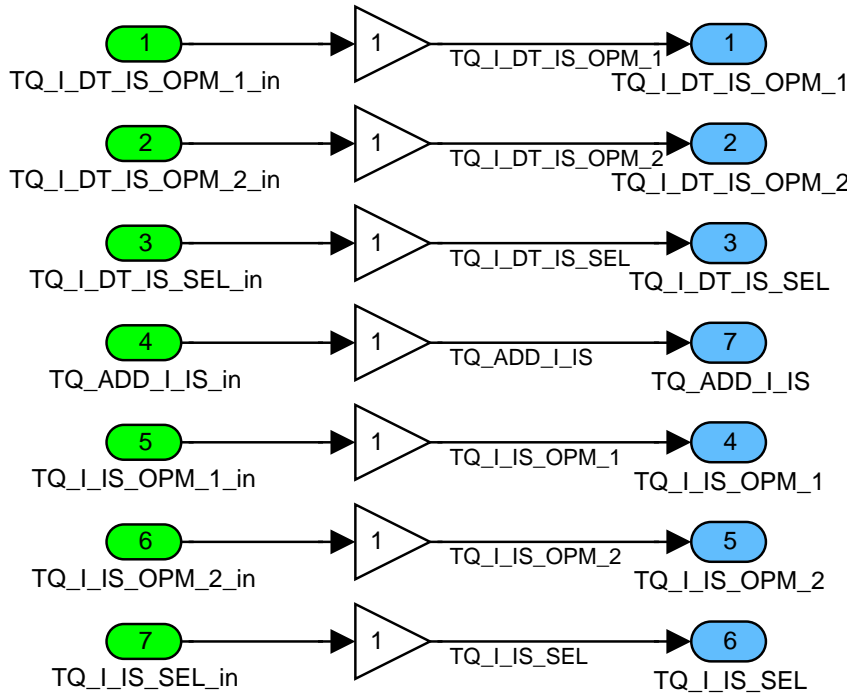 1
1
1
TQ_I_DT_IS_OPM_1_in
TQ_I_DT_IS_OPM_1
TQ_I_DT_IS_OPM_1
2
1
2
TQ_I_DT_IS_OPM_2_in
TQ_I_DT_IS_OPM_2
TQ_I_DT_IS_OPM_2
3
1
3
TQ_I_DT_IS_SEL_in
TQ_I_DT_IS_SEL
TQ_I_DT_IS_SEL
4
1
7
TQ_ADD_I_IS_in
TQ_ADD_I_IS
TQ_ADD_I_IS
5
1
4
TQ_I_IS_OPM_1_in
TQ_I_IS_OPM_1
TQ_I_IS_OPM_1
6
1
5
TQ_I_IS_OPM_2_in
TQ_I_IS_OPM_2
TQ_I_IS_OPM_2
7
1
6
TQ_I_IS_SEL_in
TQ_I_IS_SEL
TQ_I_IS_SEL